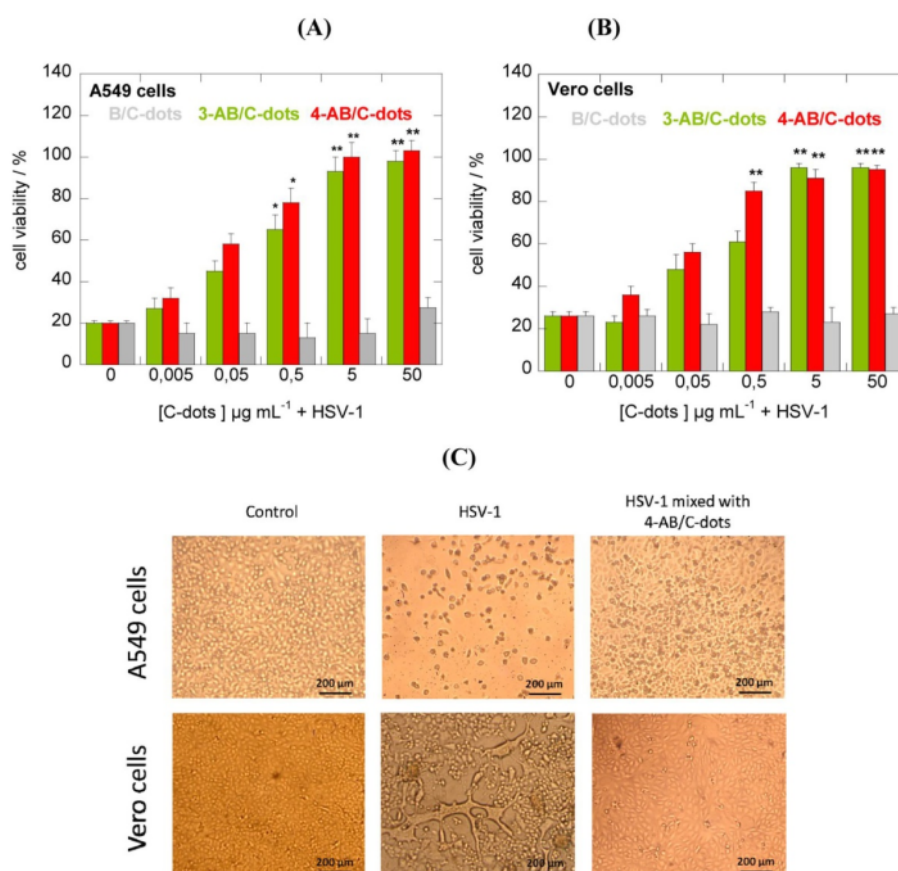 (A)
(B)
A549 cells
B/C-dots 3-AB/C-dots 4-AB/C-dots
cell viability / %
140
120
100
80
60
40
20
0
* * ** ** ** **
0 0,005 0,05 0,5 5 50
[C-dots ] µg mL⁻¹ + HSV-1
Vero cells
B/C-dots 3-AB/C-dots 4-AB/C-dots
cell viability / %
140
120
100
80
60
40
20
0
** ** ** ** **
0 0,005 0,05 0,5 5 50
[C-dots ] µg mL⁻¹ + HSV-1
(C)
Control
HSV-1
HSV-1 mixed with
4-AB/C-dots
A549 cells
200 µm
200 µm
200 µm
Vero cells
200 µm
200 µm
200 µm